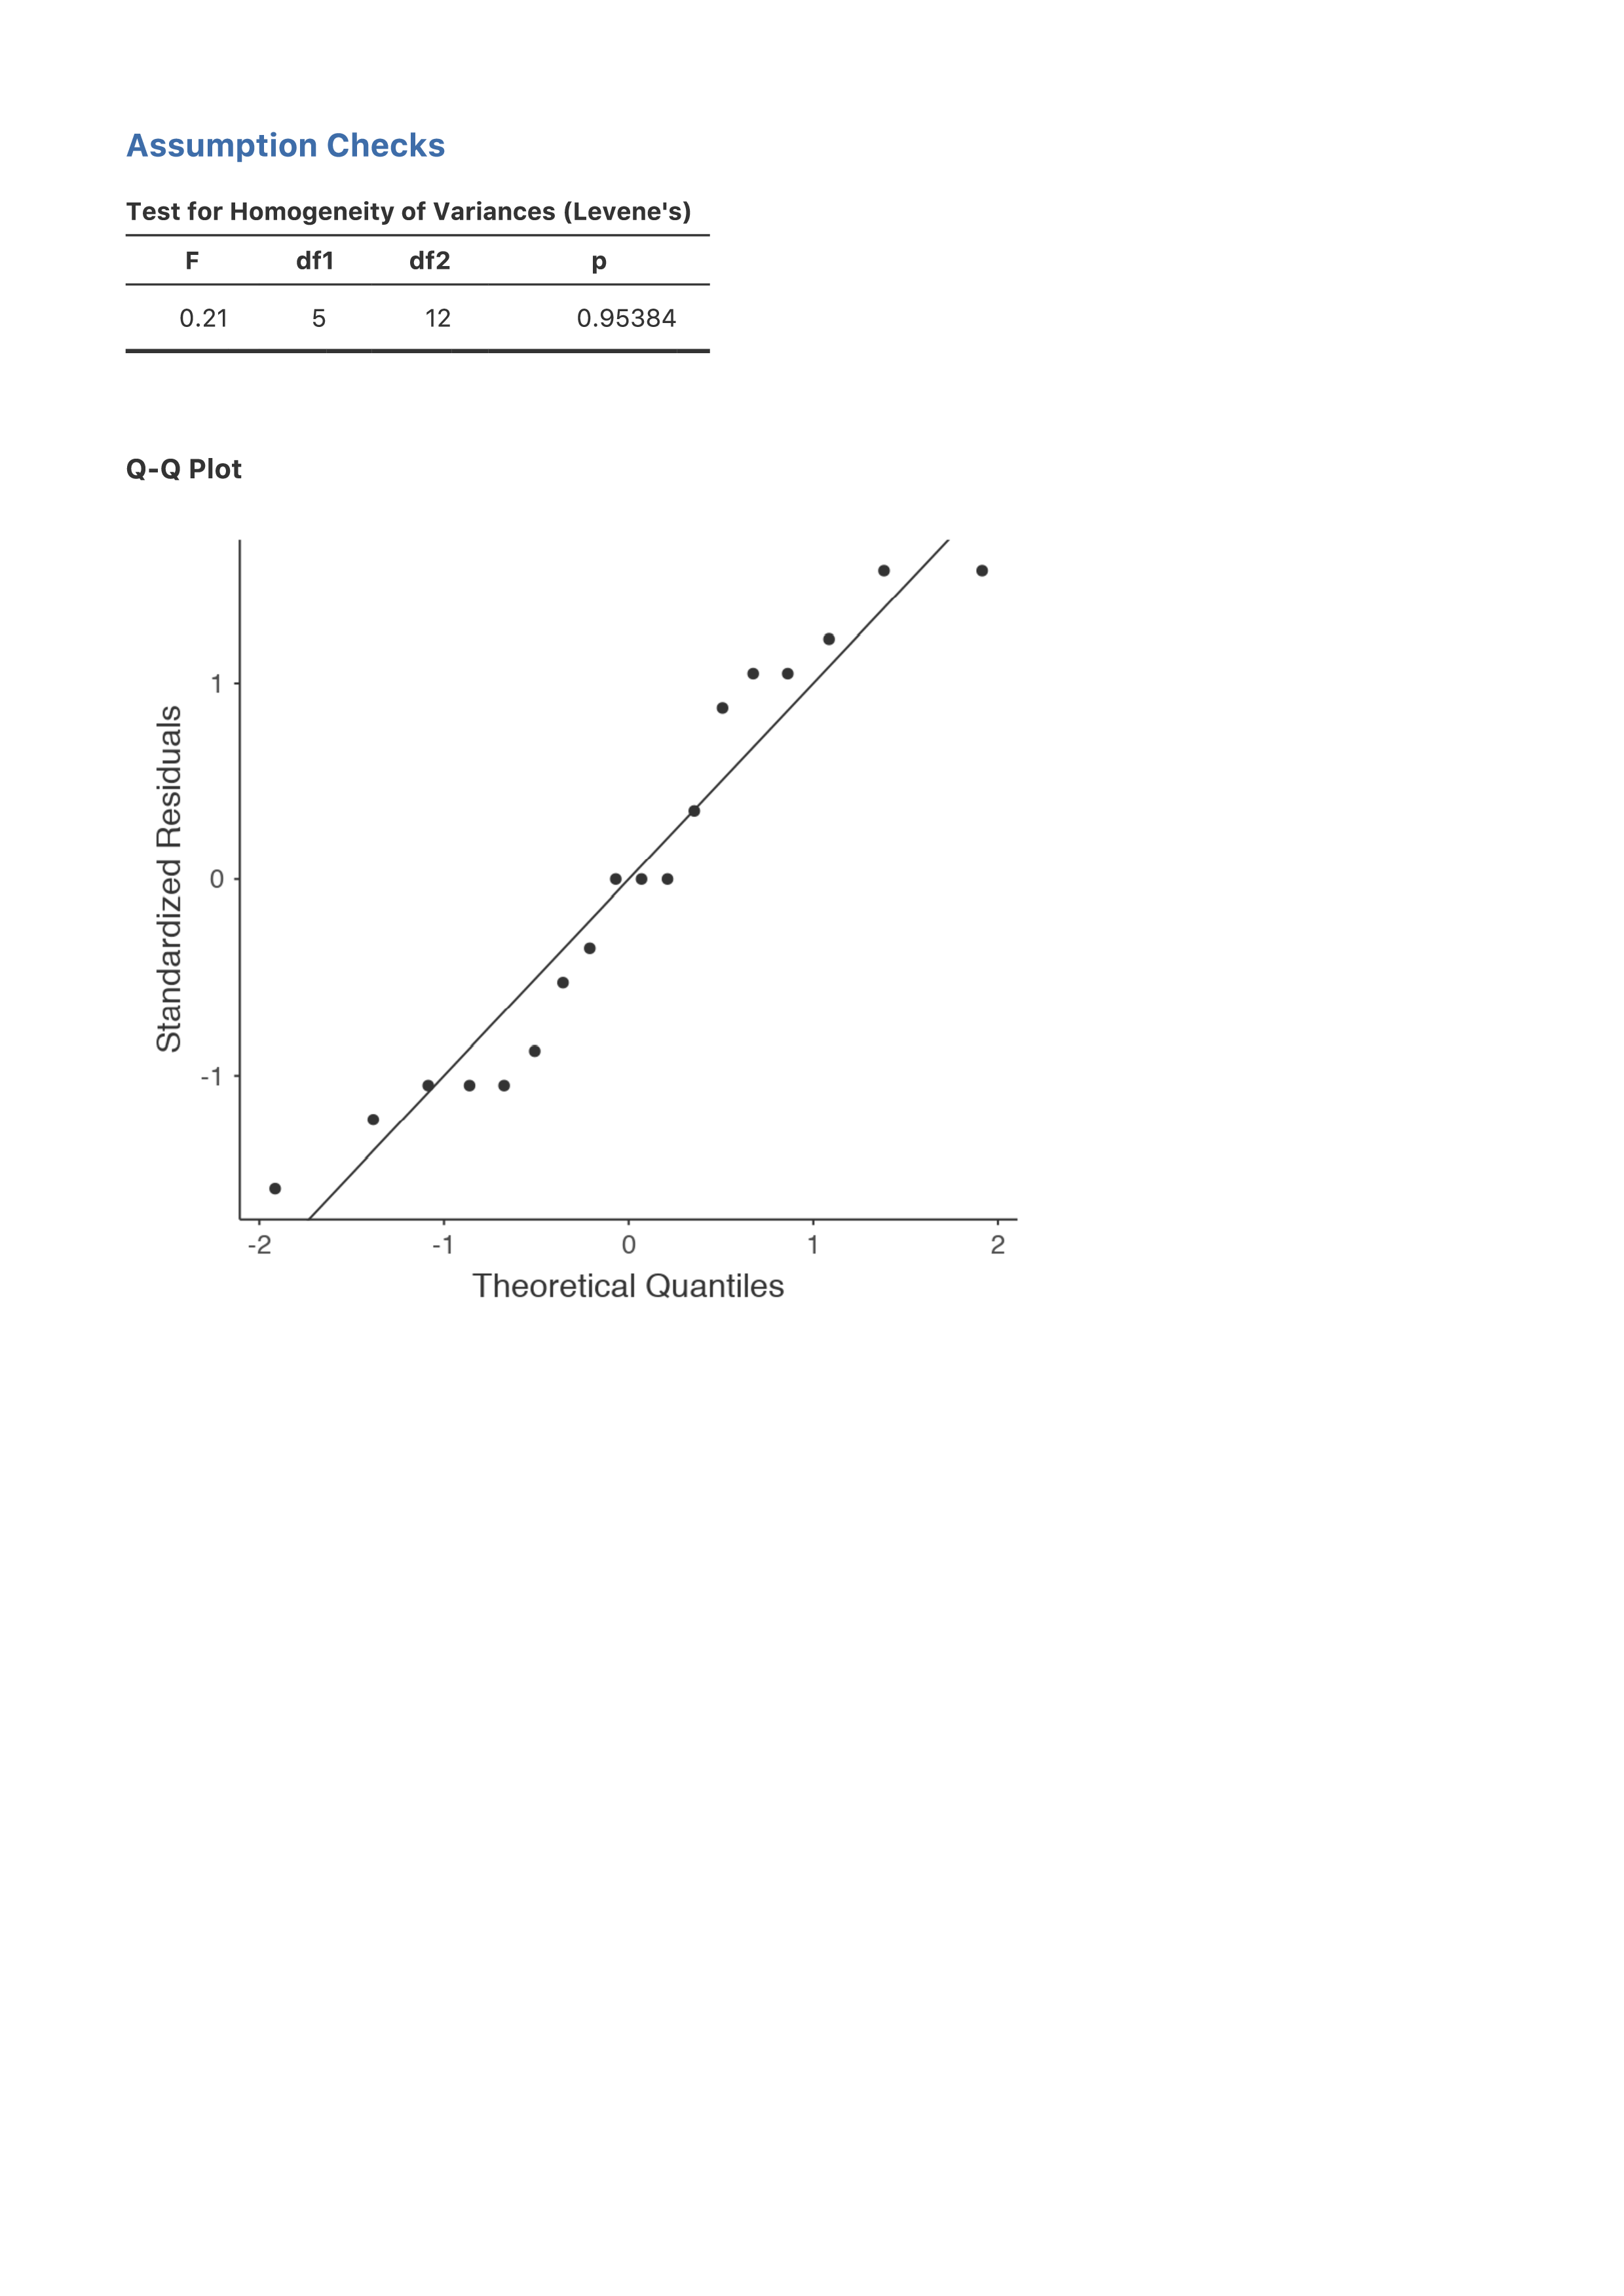 Assumption Checks
Test for Homogeneity of Variances (Levene's)
F df1 df2 p
0.21 5 12 0.95384
Q-Q Plot
1
0
-1
Standardized Residuals
-2 -1 0 1 2
Theoretical Quantiles